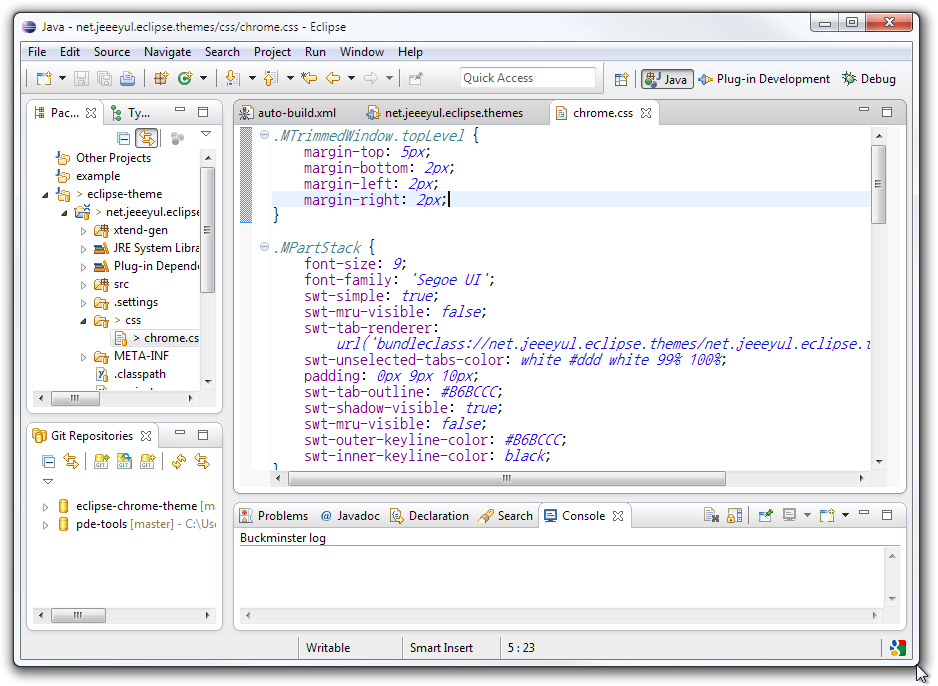 Java - net.jeeeyul.eclipse.themes/css/chrome.css - Eclipse
File Edit Source Navigate Search Project Run Window Help
Quick Access Java Plug-in Development Debug
Pac... Ty...
Other Projects
example
> eclipse-theme
> net.jeeeyul.eclipse
xtend-gen
JRE System Libra
Plug-in Depend
src
.settings
> css
> chrome.cs
META-INF
.classpath
Git Repositories
eclipse-chrome-theme [m
pde-tools [master] - C:\Use
auto-build.xml net.jeeeyul.eclipse.themes chrome.css
.MTrimmedWindow.topLevel {
margin-top: 5px;
margin-bottom: 2px;
margin-left: 2px;
margin-right: 2px;
}
.MPartStack {
font-size: 9;
font-family: 'Segoe UI';
swt-simple: true;
swt-mru-visible: false;
swt-tab-renderer:
url('bundleclass://net.jeeeyul.eclipse.themes/net.jeeeyul.eclipse.t
swt-unselected-tabs-color: white #ddd white 99% 100%;
padding: 0px 9px 10px;
swt-tab-outline: #B6BCCC;
swt-shadow-visible: true;
swt-mru-visible: false;
swt-outer-keyline-color: #B6BCCC;
swt-inner-keyline-color: black;
}
Problems @ Javadoc Declaration Search Console
Buckminster log
Writable Smart Insert 5 : 23